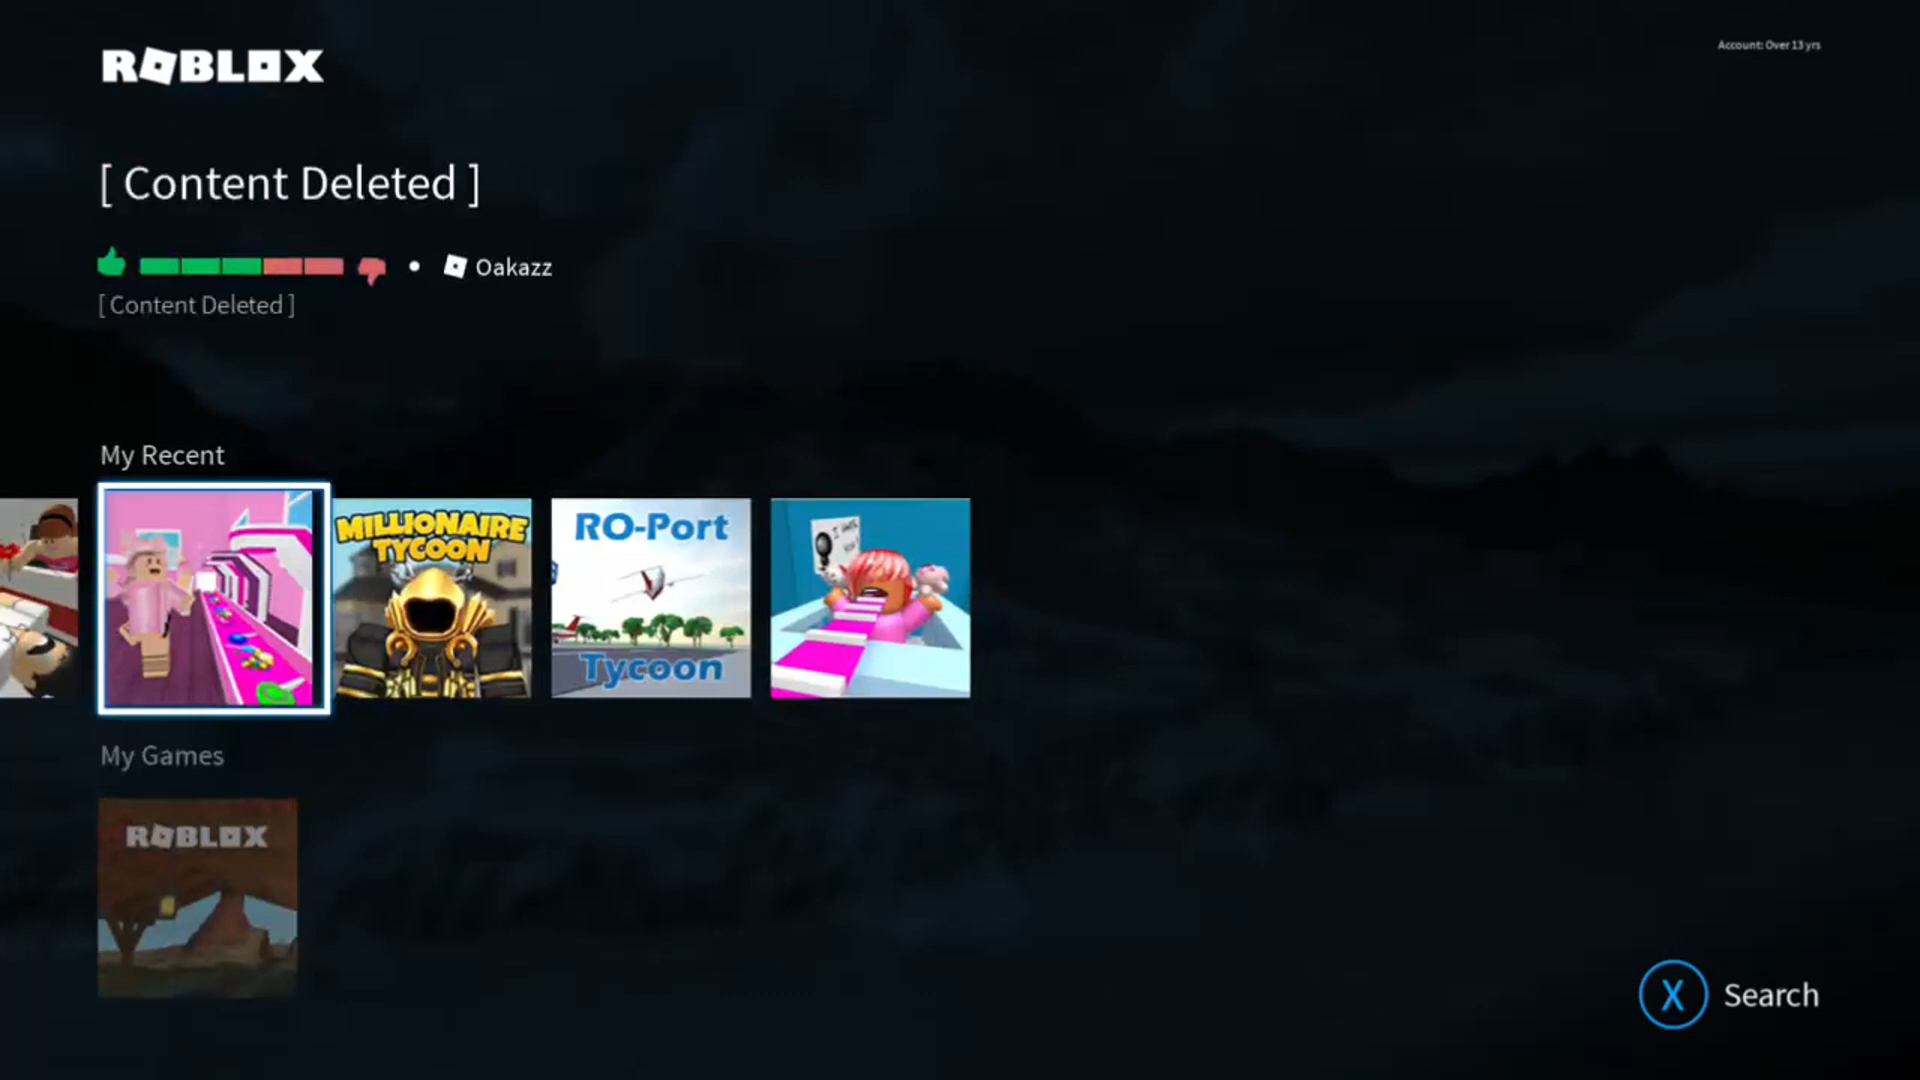 ROBLOX
Account: Over 13 yrs
[ Content Deleted ]
Oakazz
[ Content Deleted ]
My Recent
MILLIONAIRE
TYCOON
RO-Port
Tycoon
My Games
ROBLOX
X Search